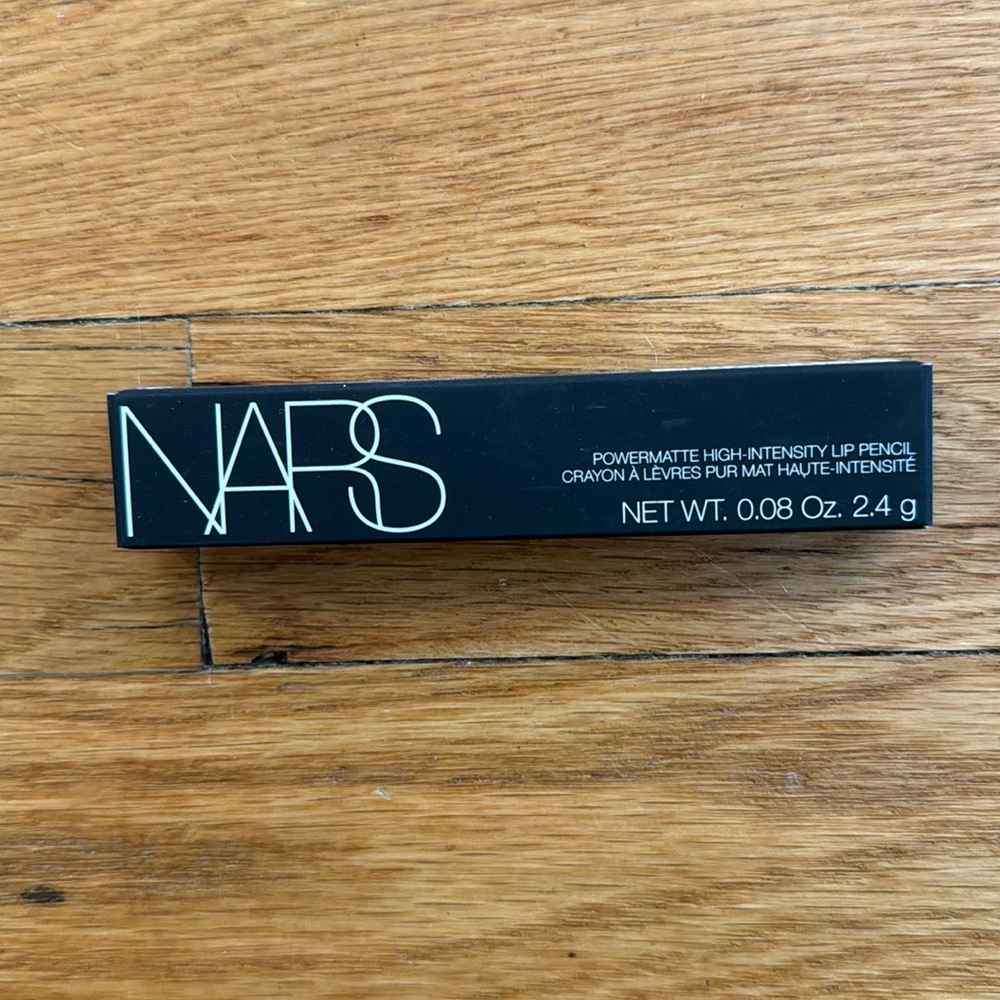 NARS
POWERMATTE HIGH-INTENSITY LIP PENCIL
CRAYON À LÈVRES PUR MAT HAUTE-INTENSITÉ
NET WT. 0.08 Oz. 2.4 g